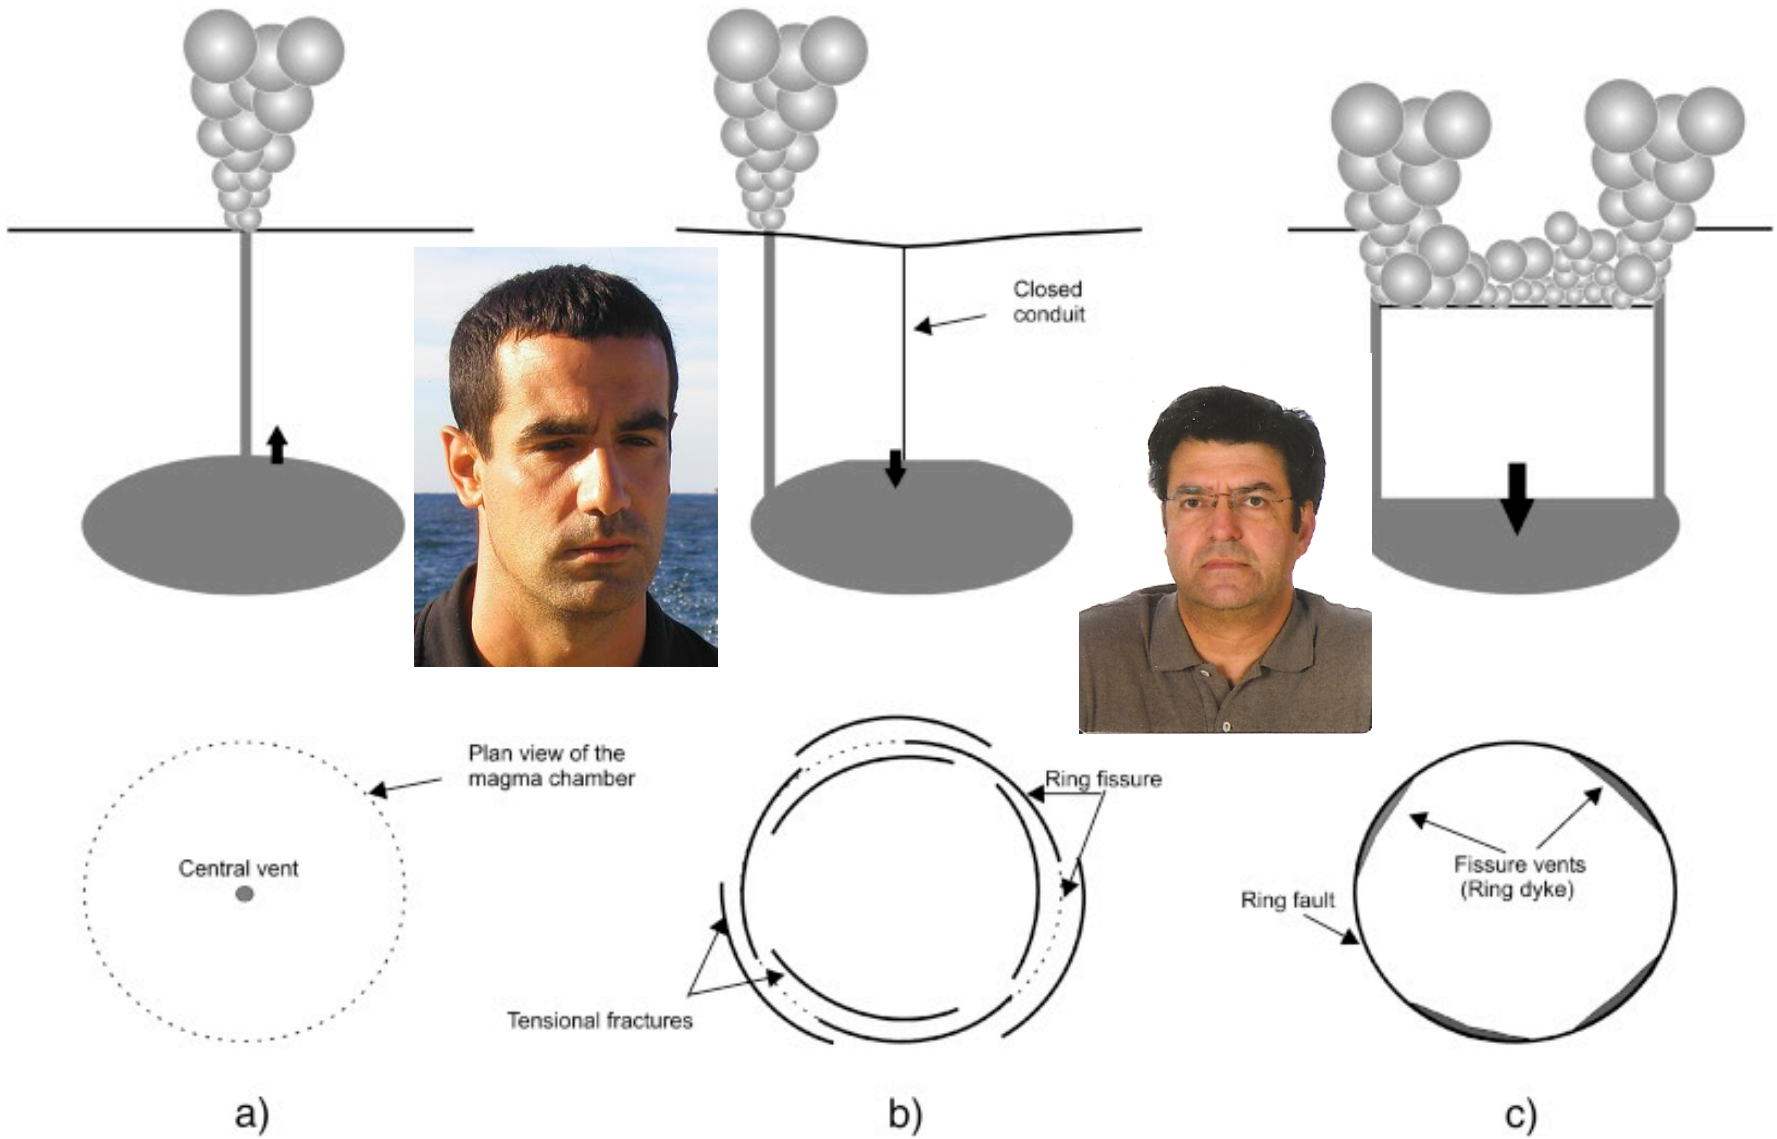 Closed
conduit
Plan view of the
magma chamber
Central vent
Ring fissure
Tensional fractures
Fissure vents
(Ring dyke)
Ring fault
a)
b)
c)